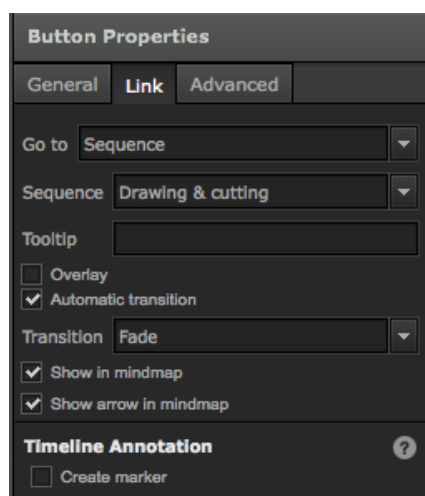 Button Properties
General Link Advanced
Go to Sequence
Sequence Drawing & cutting
Tooltip
Overlay
Automatic transition
Transition Fade
Show in mindmap
Show arrow in mindmap
Timeline Annotation ?
Create marker